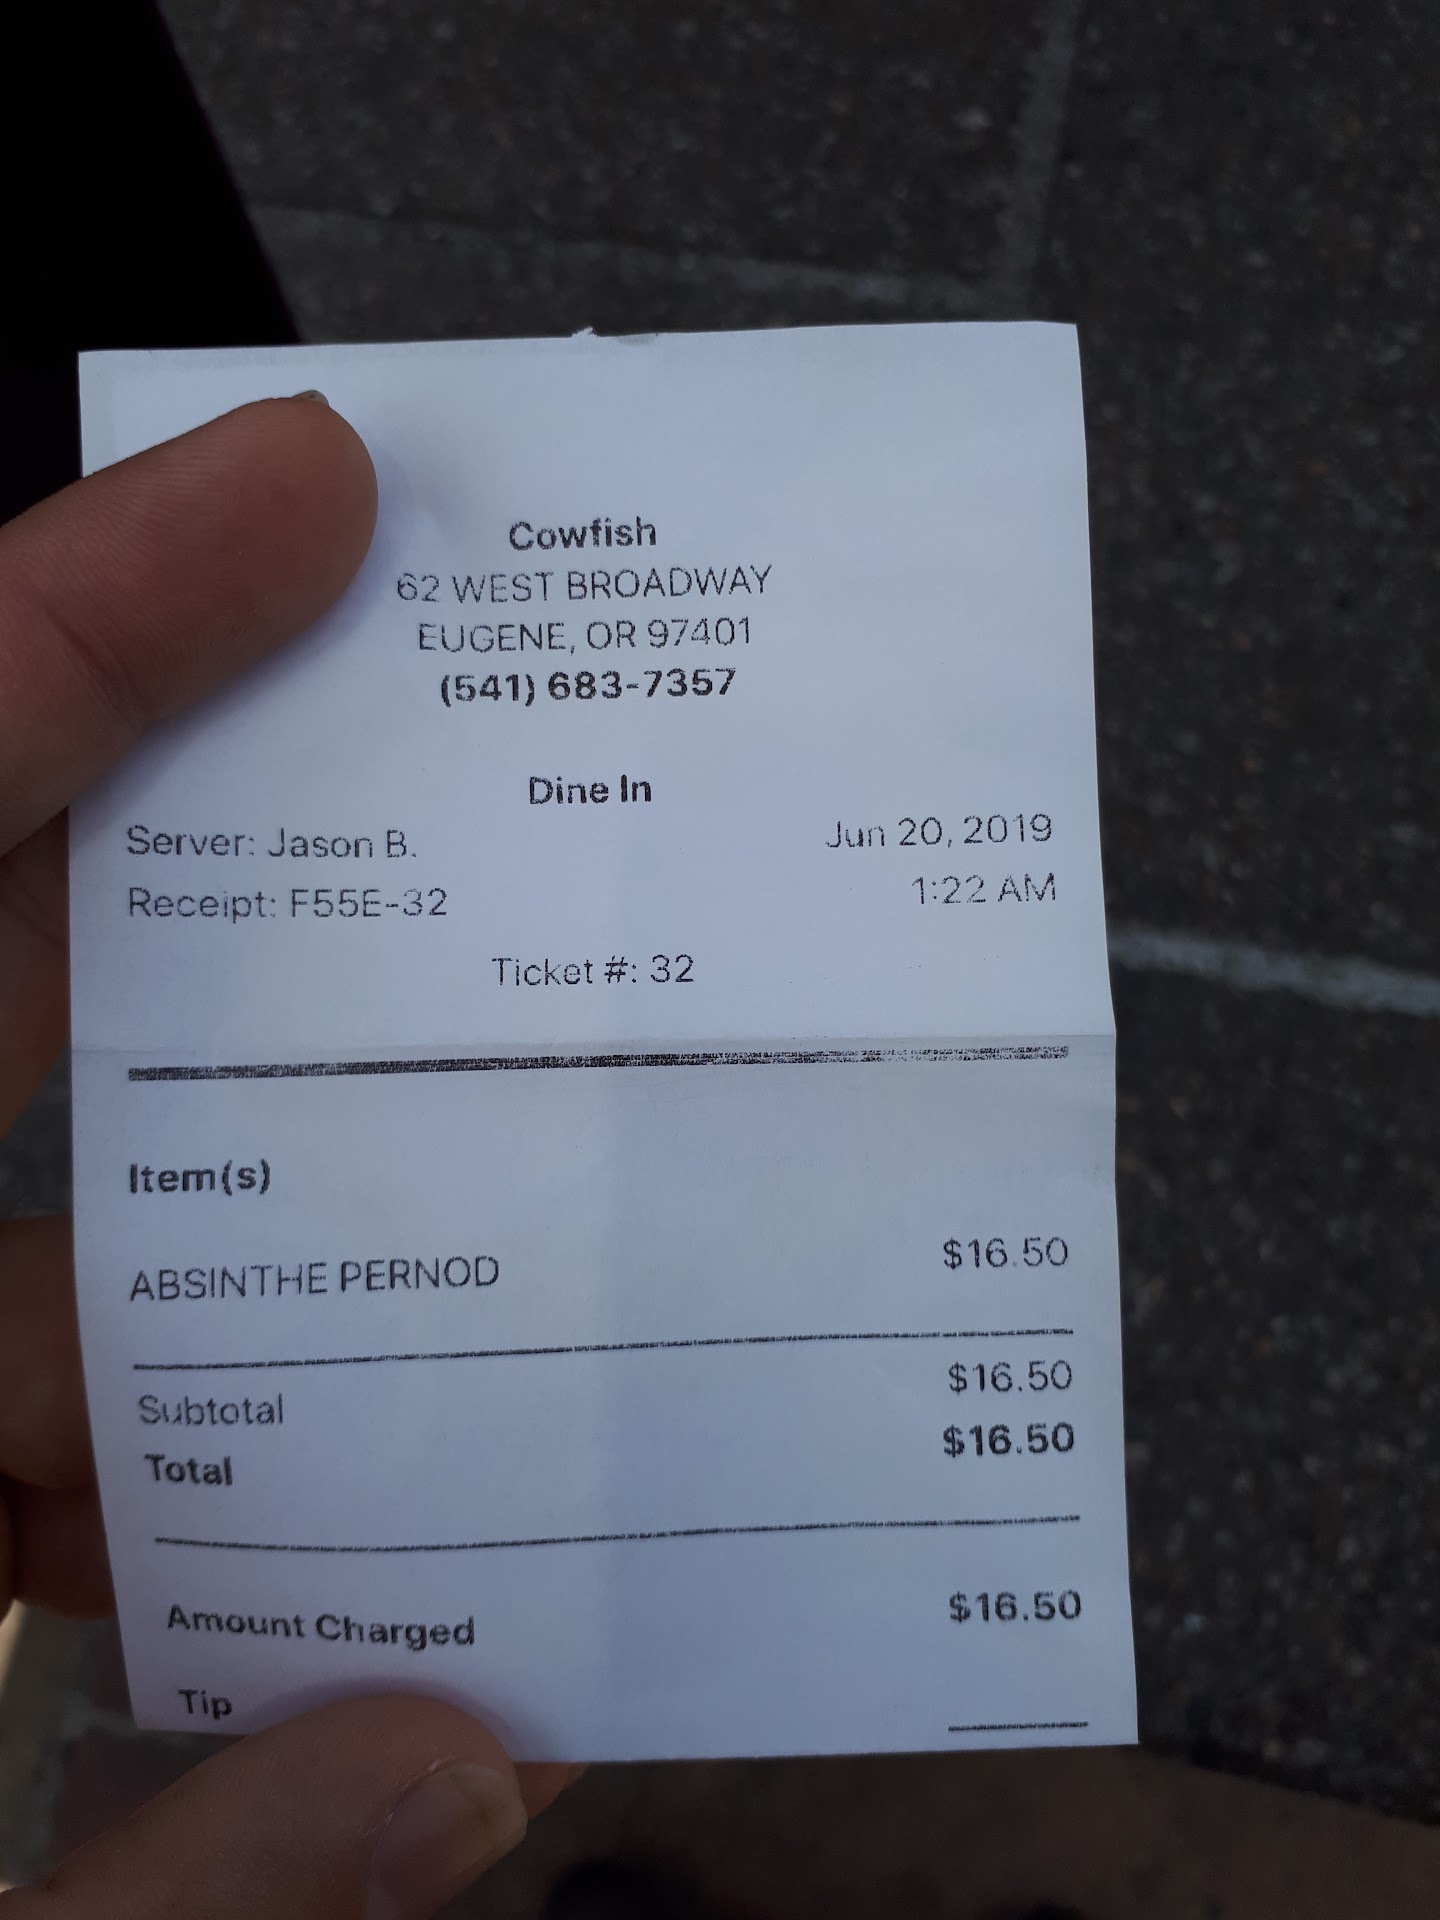 Cowfish
62 WEST BROADWAY
EUGENE, OR 97401
(541) 683-7357
Dine In
Server: Jason B. Jun 20, 2019
Receipt: F55E-32 1:22 AM
Ticket #: 32
Item(s)
ABSINTHE PERNOD $16.50
Subtotal $16.50
Total $16.50
Amount Charged $16.50
Tip